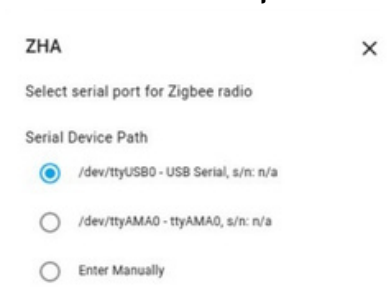 ZHA
Select serial port for Zigbee radio
Serial Device Path
/dev/ttyUSB0 - USB Serial, s/n: n/a
/dev/ttyAMA0 - ttyAMA0, s/n: n/a
Enter Manually